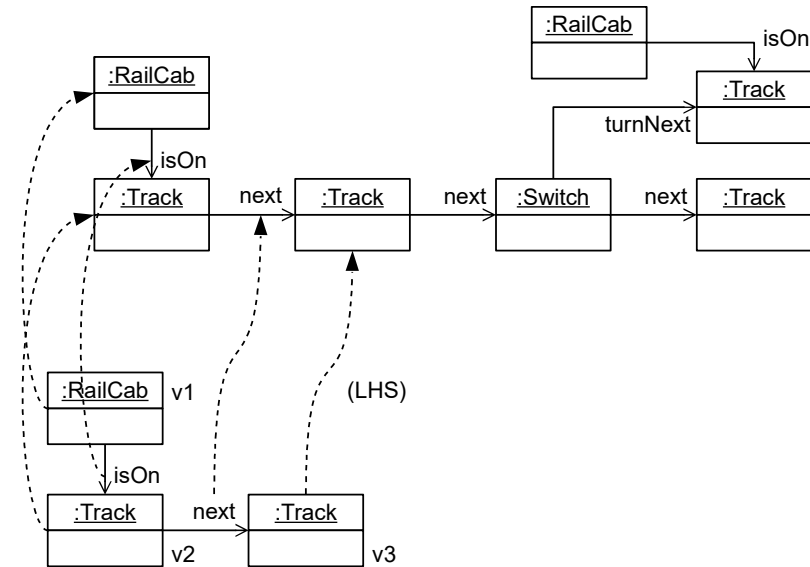 :RailCab
isOn
:RailCab
:Track
turnNext
isOn
:Track
next
:Track
next
:Switch
next
:Track
:RailCab
v1
(LHS)
isOn
:Track
next
:Track
v2
v3